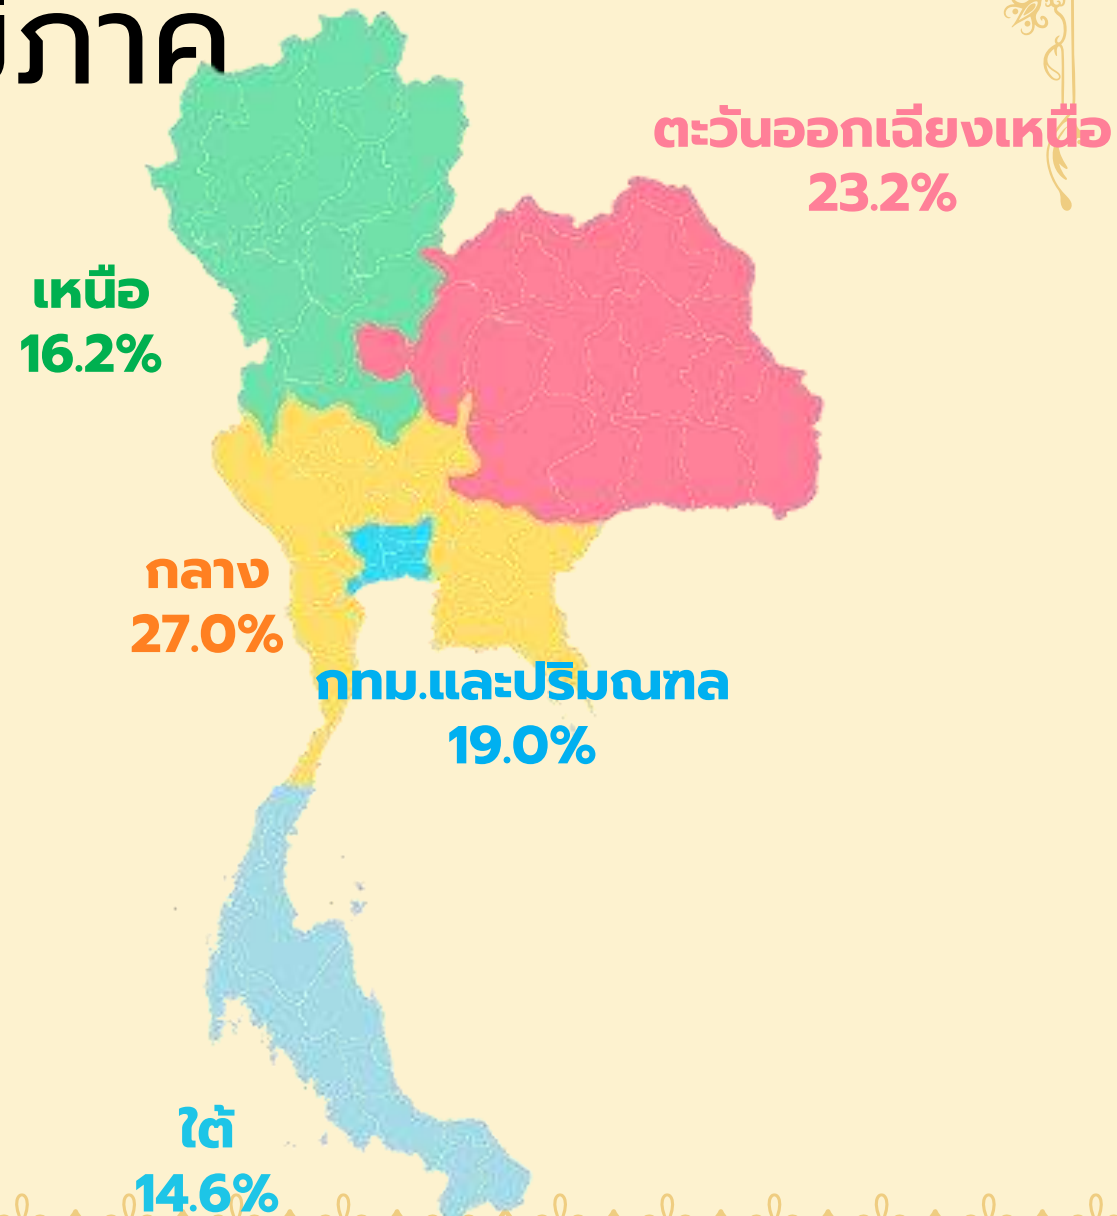 ภาค
ตะวันออกเฉียงเหนือ
23.2%
เหนือ
16.2%
กลาง
27.0%
กทม.และปริมณฑล
19.0%
ใต้
14.6%